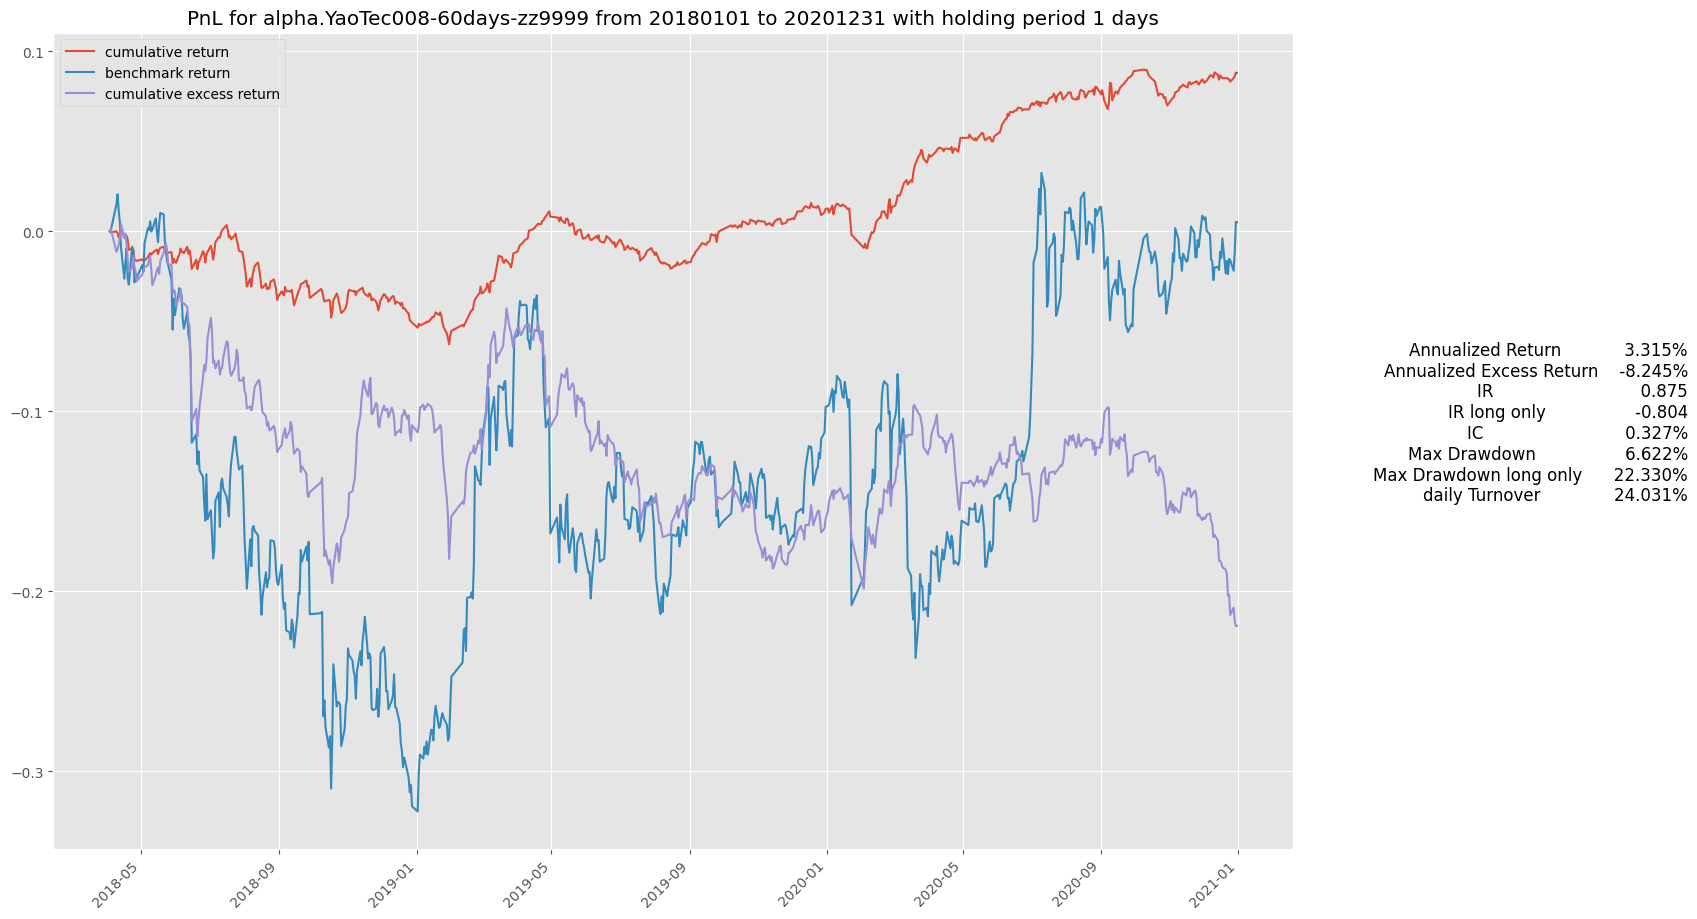 PnL for alpha.YaoTec008-60days-zz9999 from 20180101 to 20201231 with holding period 1 days
cumulative return
benchmark return
cumulative excess return
0.1
0.0
−0.1
−0.2
−0.3
2018-05
2018-09
2019-01
2019-05
2019-09
2020-01
2020-05
2020-09
2021-01
Annualized Return 3.315%
Annualized Excess Return -8.245%
IR 0.875
IR long only -0.804
IC 0.327%
Max Drawdown 6.622%
Max Drawdown long only 22.330%
daily Turnover 24.031%